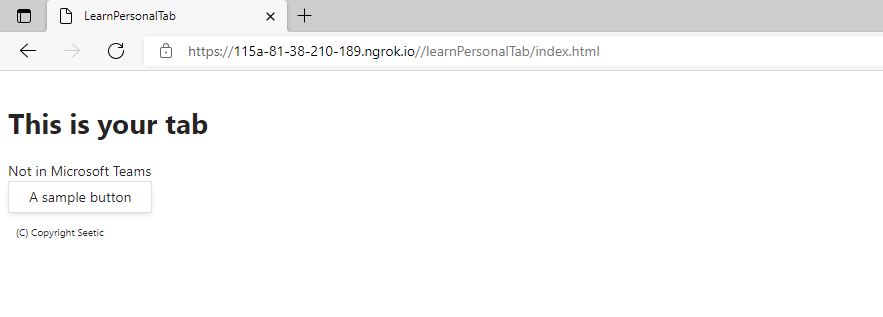 LearnPersonalTab
https://115a-81-38-210-189.ngrok.io//learnPersonalTab/index.html
This is your tab
Not in Microsoft Teams
A sample button
(C) Copyright Seetic